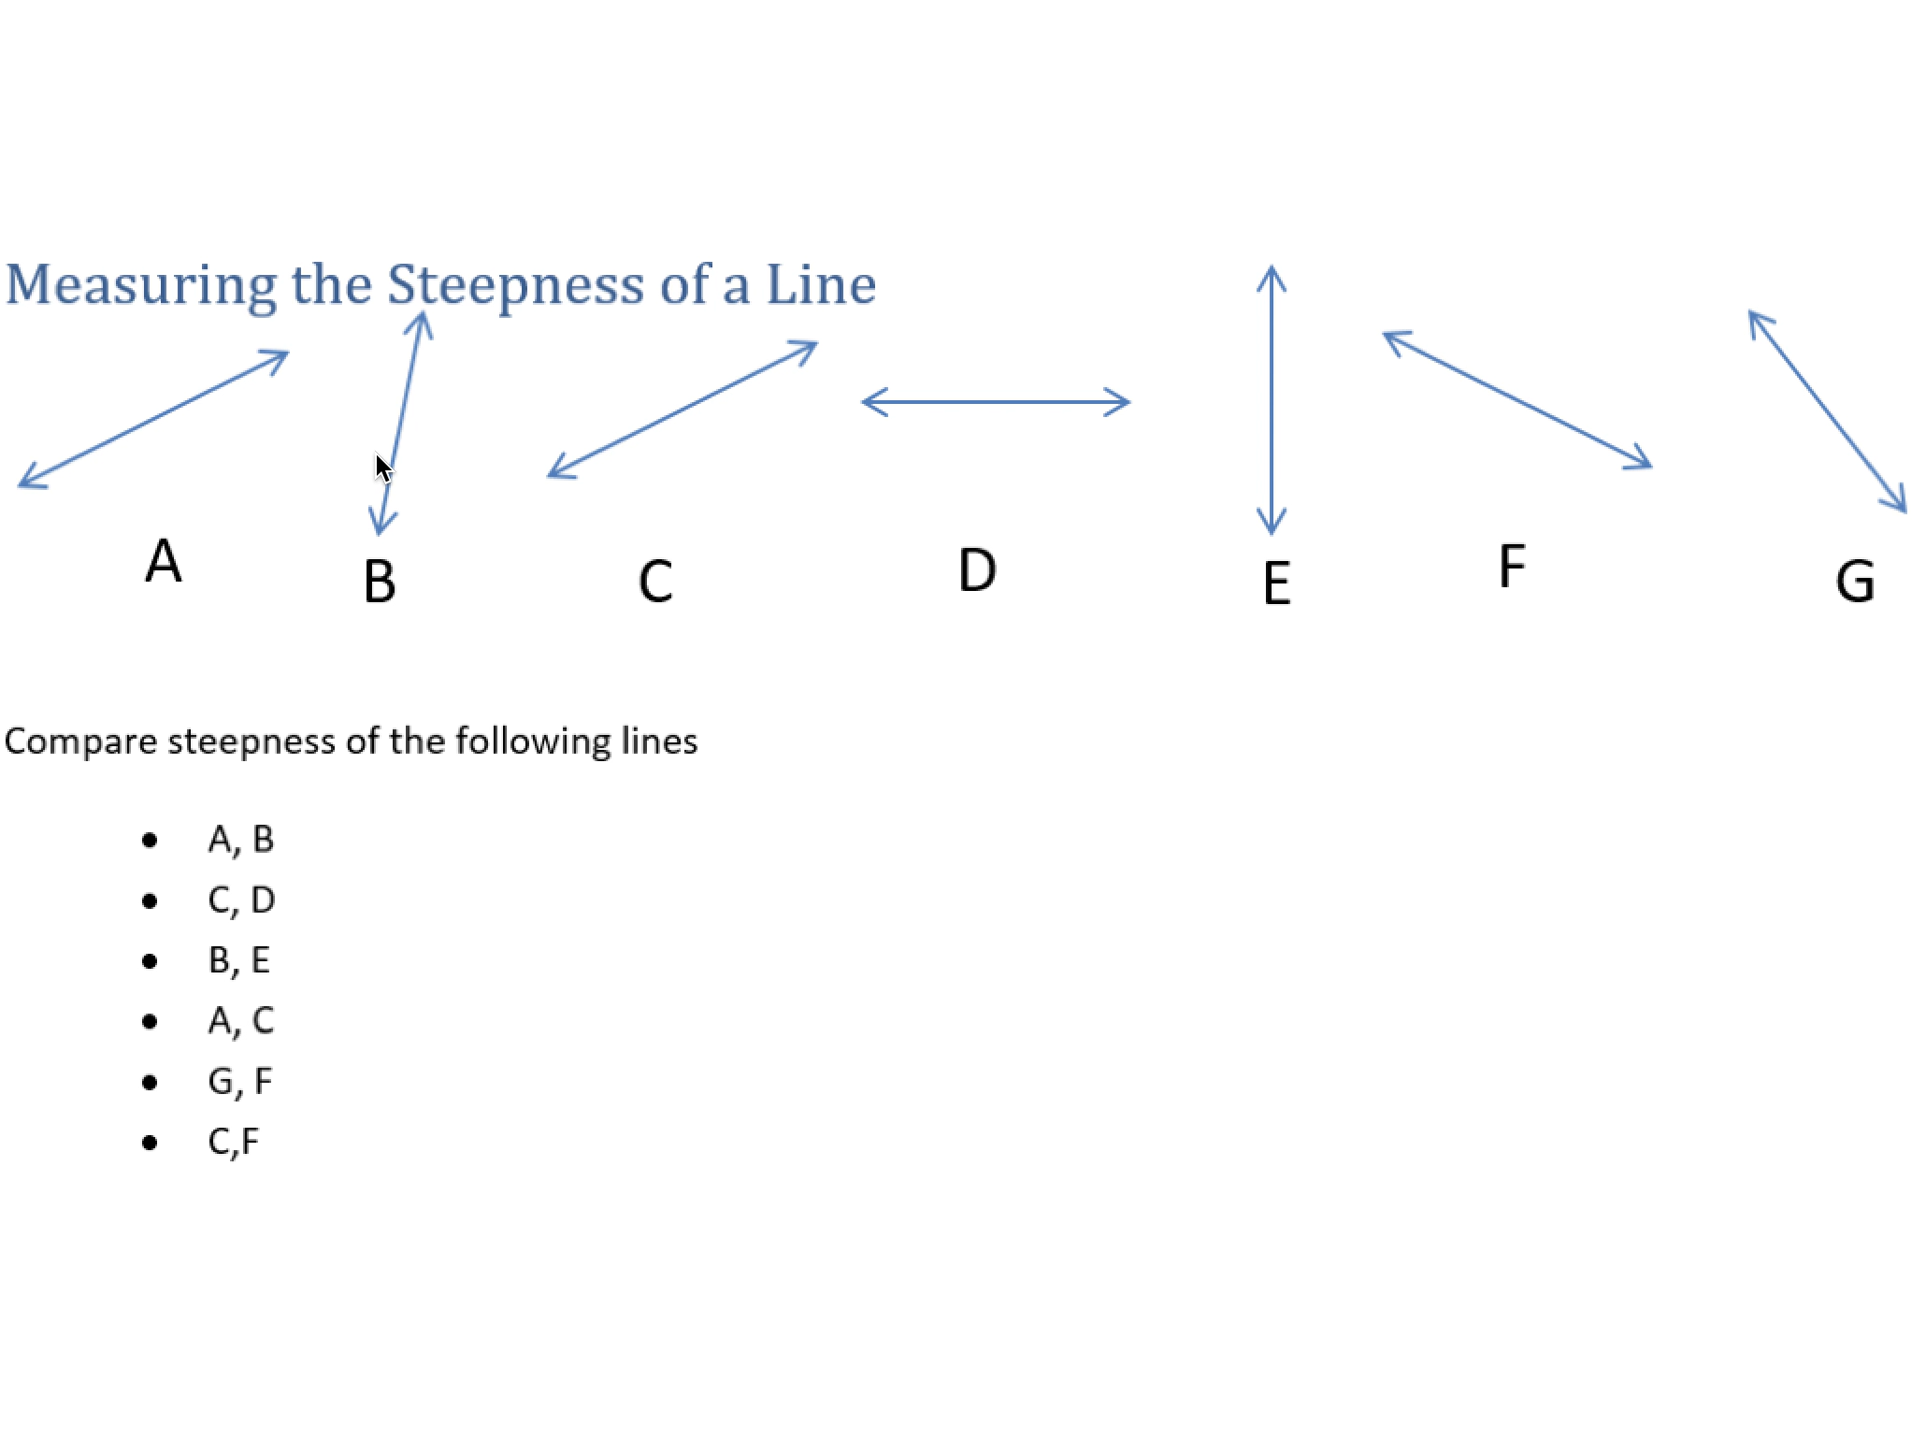 Measuring the Steepness of a Line
A
B
C
D
E
F
G
Compare steepness of the following lines
• A, B
• C, D
• B, E
• A, C
• G, F
• C,F